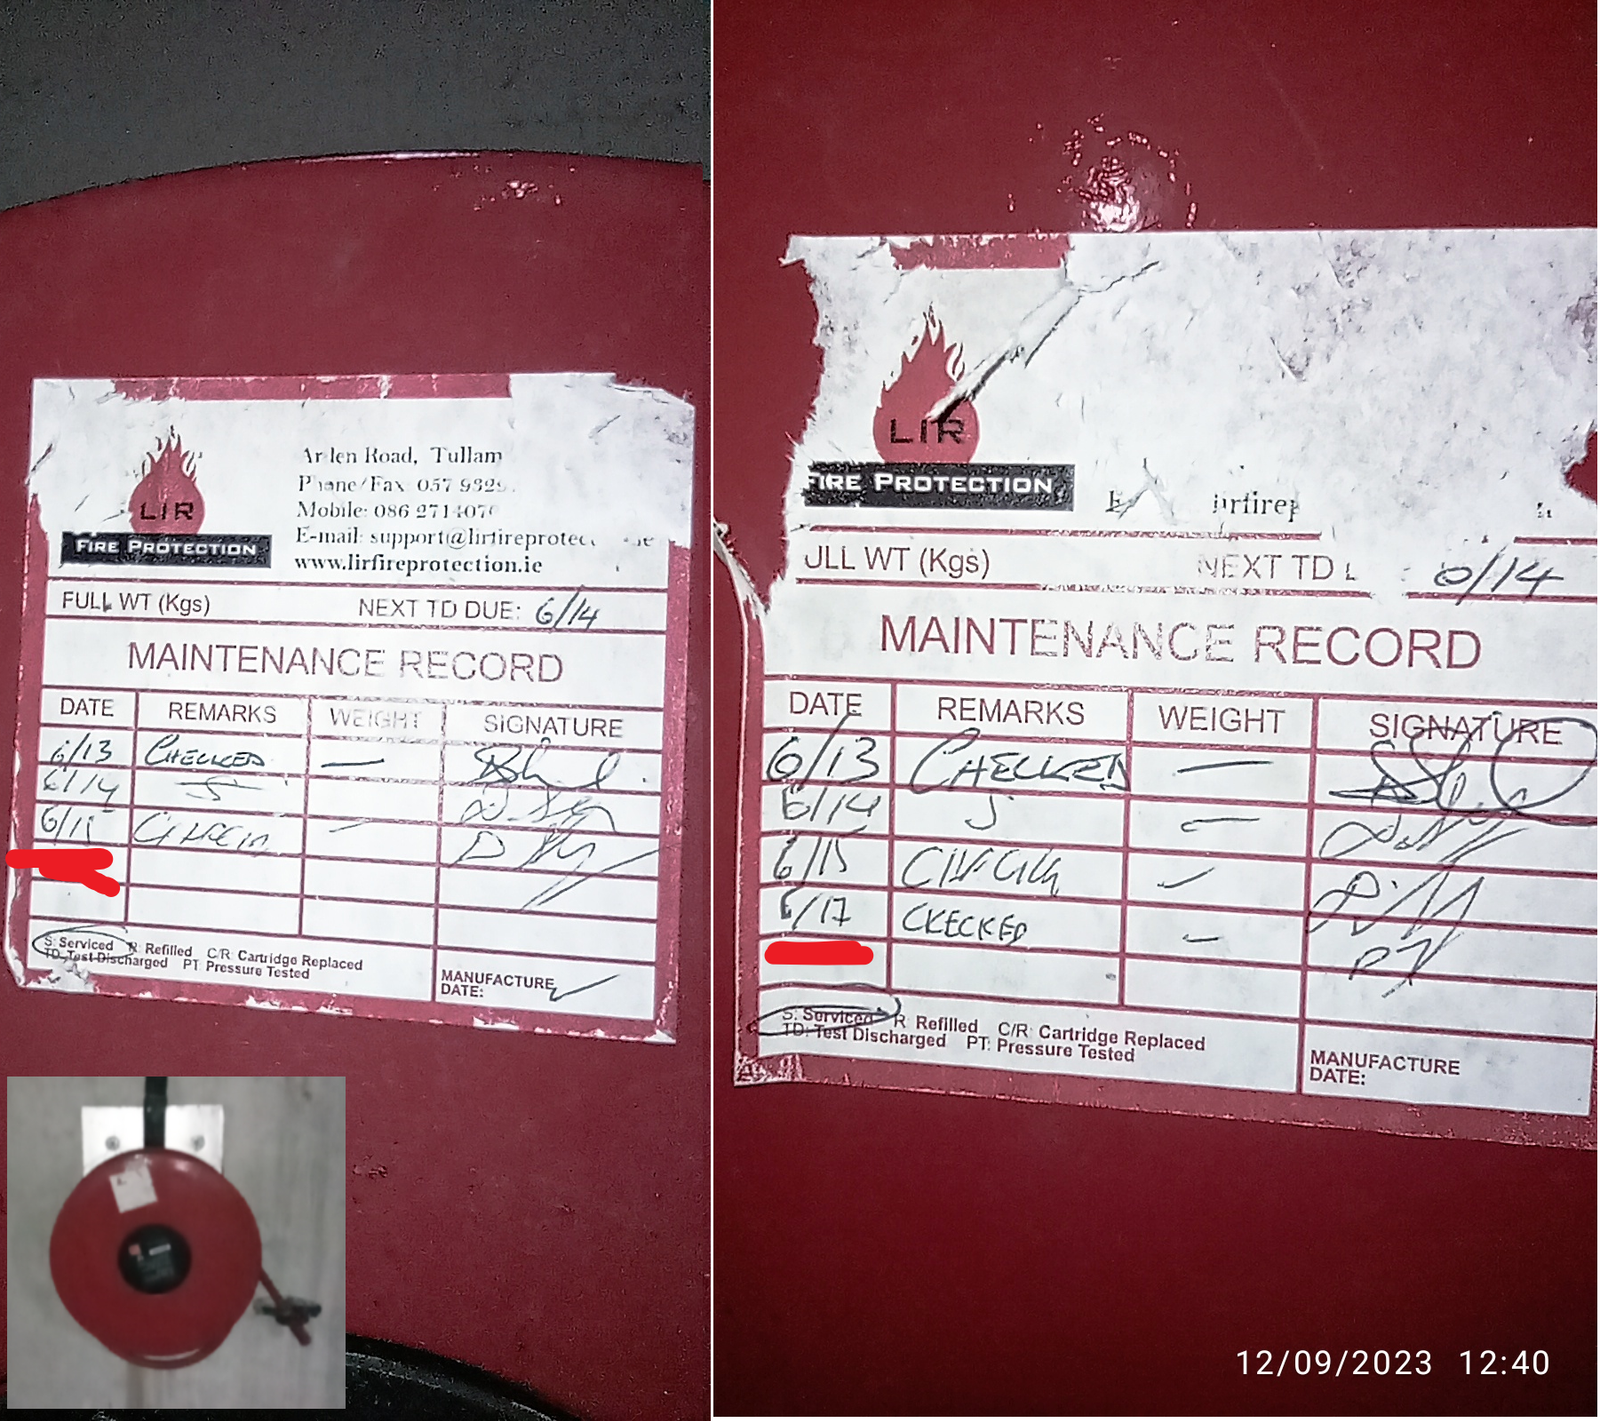 LIR
FIRE PROTECTION
Arden Road, Tullam
Phone/Fax 057 9329
Mobile: 086 271407
E-mail: support@lirfireprotec
www.lirfireprotection.ie
FULL WT (Kgs) NEXT TD DUE: 6/14
MAINTENANCE RECORD
DATE REMARKS WEIGHT SIGNATURE
6/13 CHECKED —
6/14 S
6/15 —
S: Serviced R: Refilled C/R: Cartridge Replaced
TD: Test Discharged PT: Pressure Tested
MANUFACTURE
DATE:
LIR
FIRE PROTECTION
lirfirep
ULL WT (Kgs) NEXT TD 6/14
MAINTENANCE RECORD
DATE REMARKS WEIGHT SIGNATURE
6/13 CHECKED —
6/14 S —
6/15
6/17 CKECKED —
S: Serviced R: Refilled C/R: Cartridge Replaced
TD: Test Discharged PT: Pressure Tested
MANUFACTURE
DATE:
12/09/2023 12:40